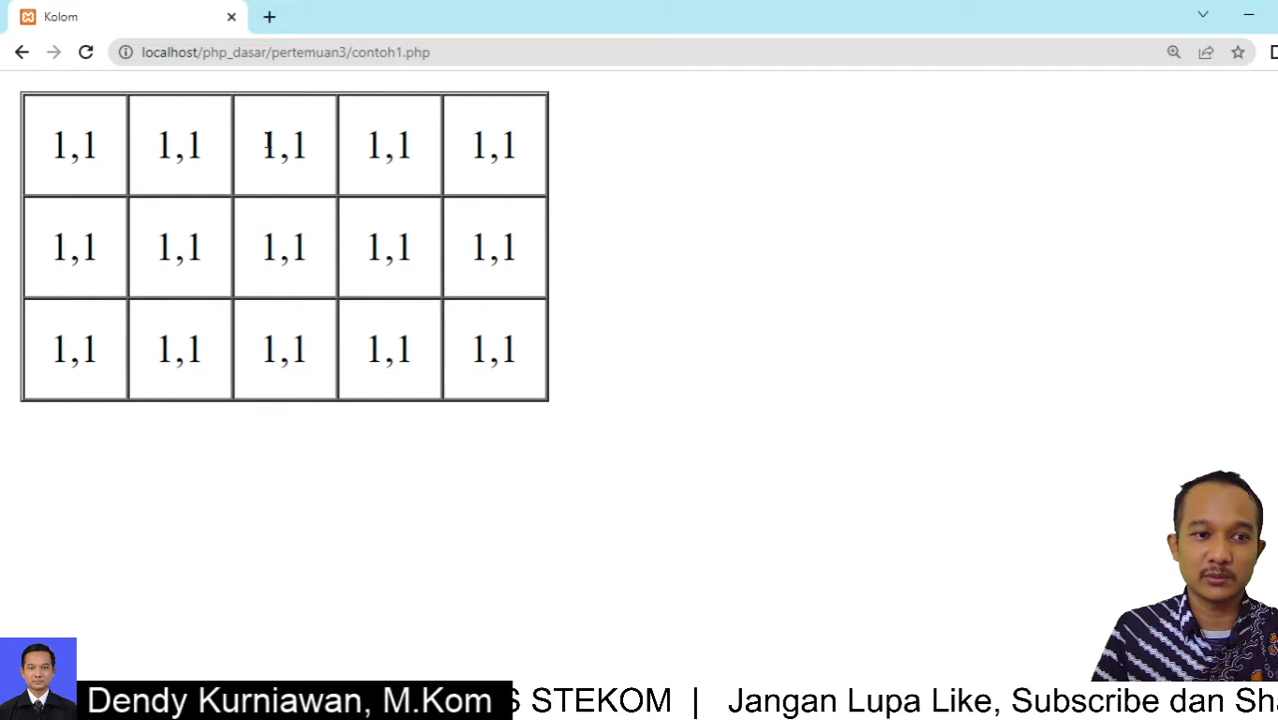 Kolom
localhost/php_dasar/pertemuan3/contoh1.php
1,1 1,1 1,1 1,1 1,1
1,1 1,1 1,1 1,1 1,1
1,1 1,1 1,1 1,1 1,1
Dendy Kurniawan, M.Kom
STEKOM | Jangan Lupa Like, Subscribe dan